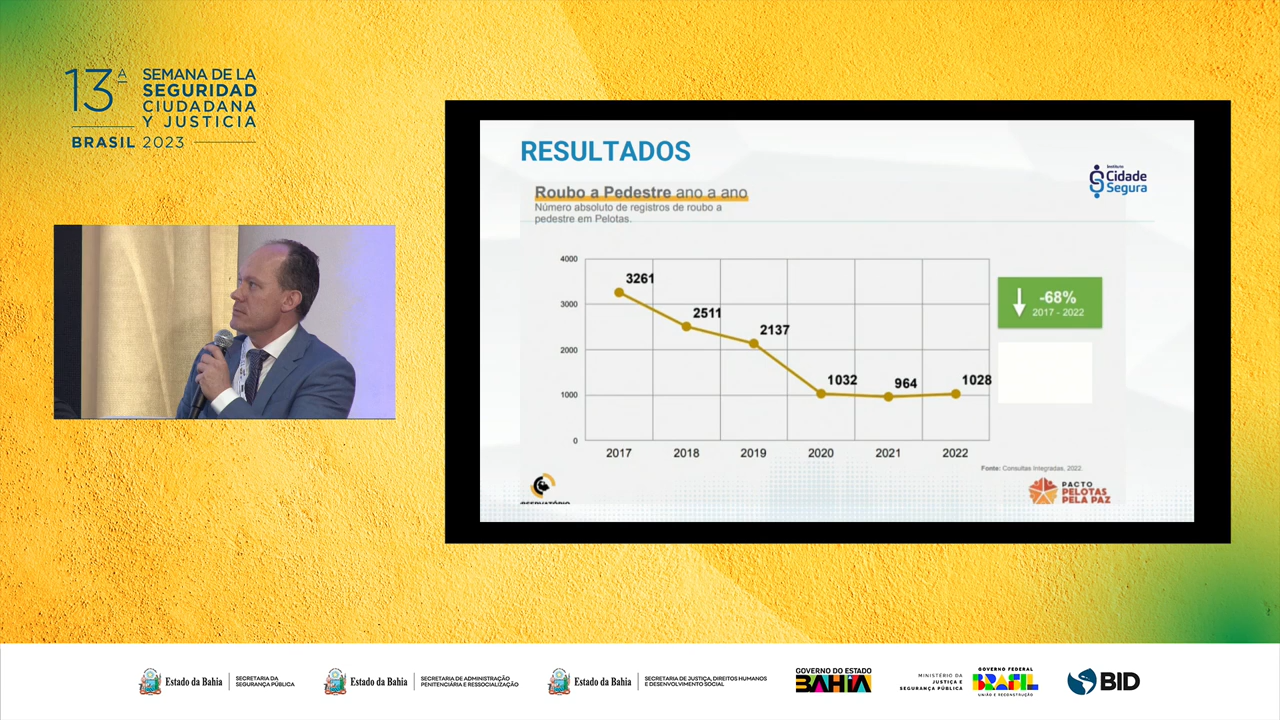 13ª
SEMANA DE LA
SEGURIDAD
CIUDADANA
Y JUSTICIA
BRASIL 2023
RESULTADOS
Instituto
Cidade
Segura
Roubo a Pedestre ano a ano
Número absoluto de registros de roubo a
pedestre em Pelotas.
4000
3000
2000
1000
0
3261
2511
2137
1032
964
1028
2017
2018
2019
2020
2021
2022
-68%
2017 - 2022
Fonte: Consultas Integradas, 2022.
PACTO
PELOTAS
PELA PAZ
Estado da Bahia
SECRETARIA DA
SEGURANÇA PÚBLICA
Estado da Bahia
SECRETARIA DE ADMINISTRAÇÃO
PENITENCIÁRIA E RESSOCIALIZAÇÃO
Estado da Bahia
SECRETARIA DE JUSTIÇA, DIREITOS HUMANOS
E DESENVOLVIMENTO SOCIAL
GOVERNO DO ESTADO
BAHIA
MINISTÉRIO DA
JUSTIÇA E
SEGURANÇA PÚBLICA
GOVERNO FEDERAL
BRASIL
UNIÃO E RECONSTRUÇÃO
BID